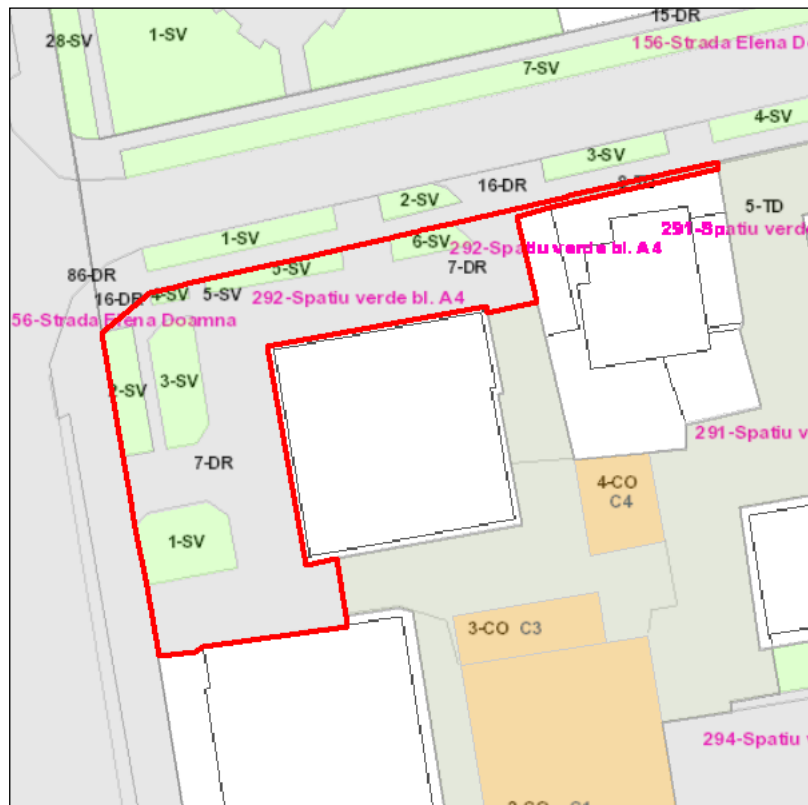 15-DR
1-SV
28-SV
156-Strada Elena Do
7-SV
4-SV
3-SV
16-DR
2-SV
5-TD
1-SV
6-SV
292-Spatiu verde bl. A4
7-DR
86-DR
5-SV
16-DR
4-SV
5-SV
292-Spatiu verde bl. A4
56-Strada Elena Doamna
2-SV
3-SV
291-Spatiu v
7-DR
4-CO
C4
1-SV
3-CO C3
294-Spatiu v